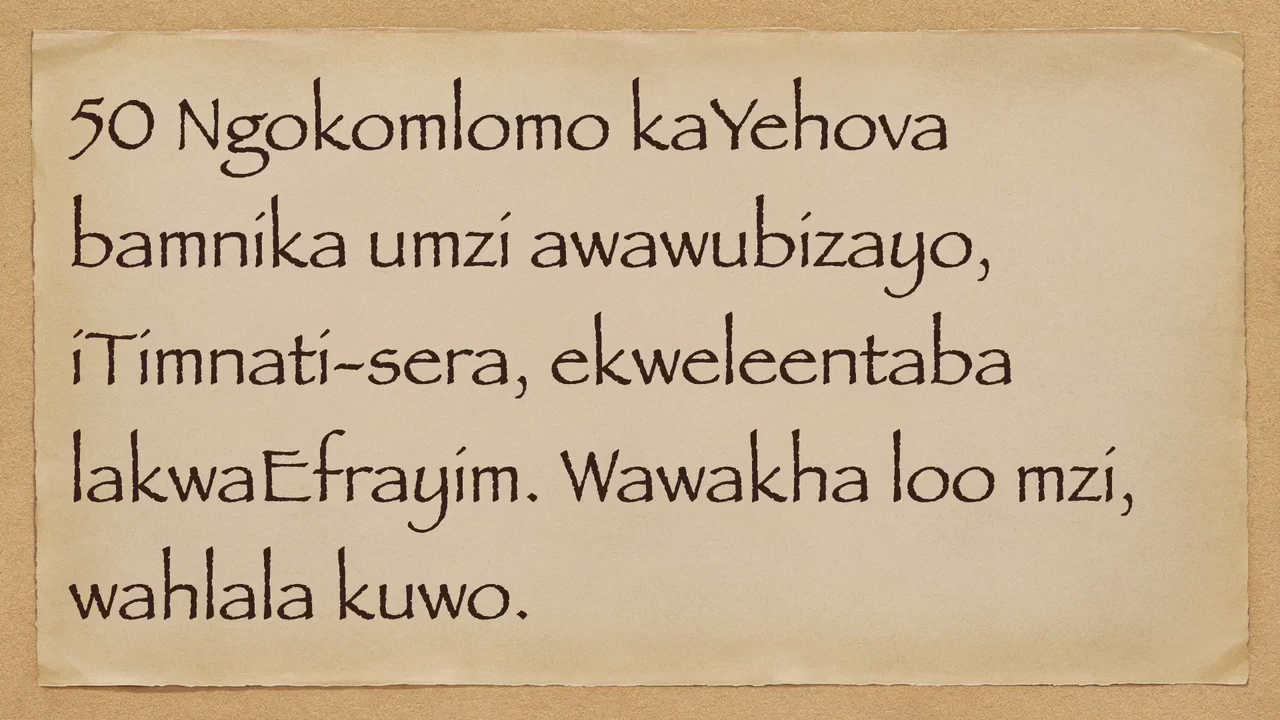 50 Ngokomlomo kaYehova
bamnika umzi awawubizayo,
iTimnati-sera, ekweleentaba
lakwaEfrayim. Wawakha loo mzi,
wahlala kuwo.